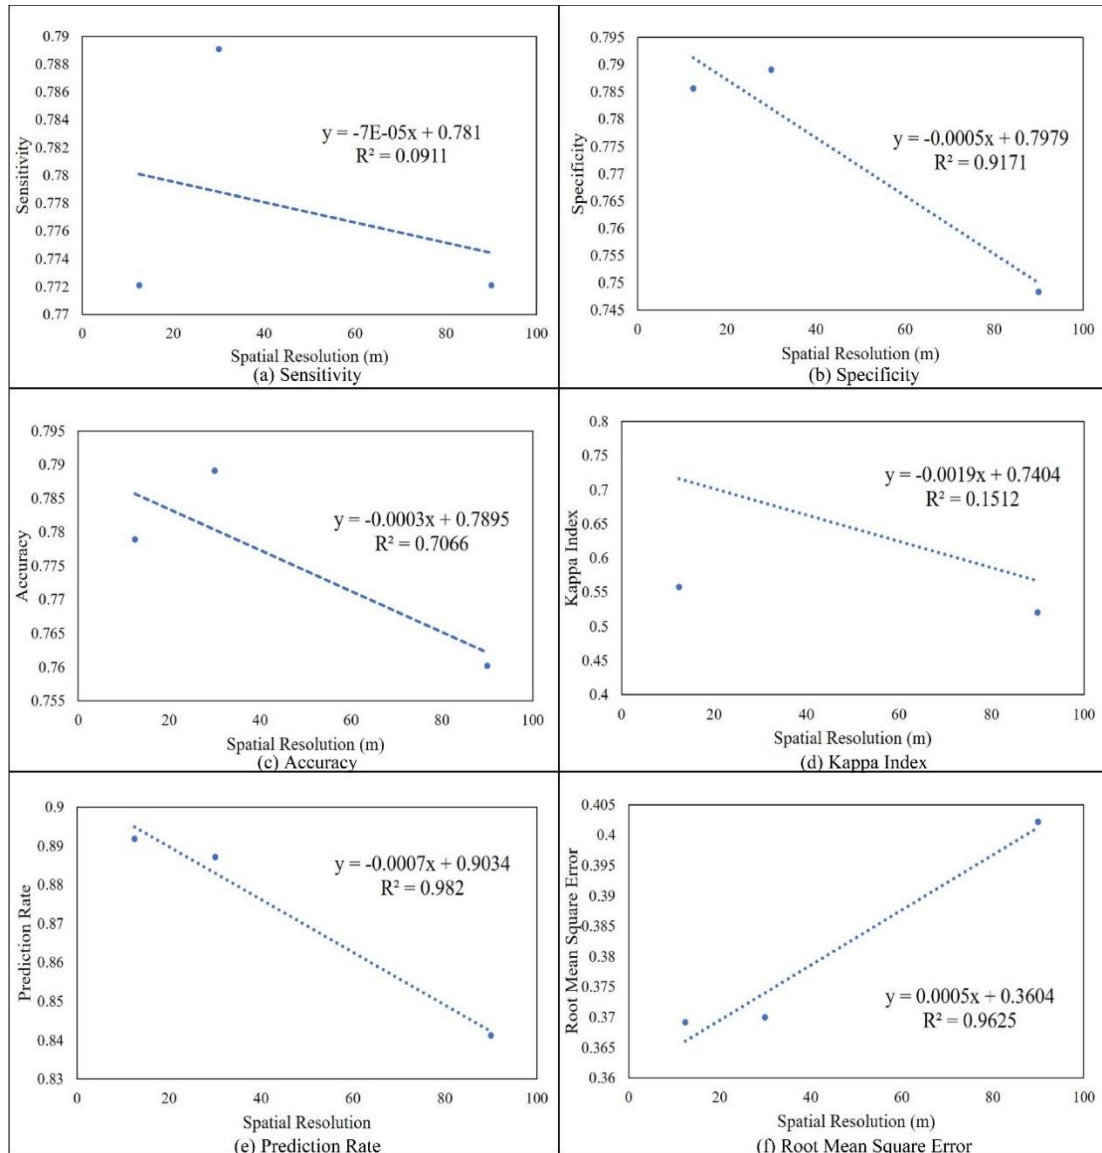 0.79
0.788
0.786
0.784
0.782
0.78
0.778
0.776
0.774
0.772
0.77
Sensitivity
y = -7E-05x + 0.781
R² = 0.0911
0 20 40 60 80 100
Spatial Resolution (m)
(a) Sensitivity
0.795
0.79
0.785
0.78
0.775
0.77
0.765
0.76
0.755
0.75
0.745
Specificity
y = -0.0005x + 0.7979
R² = 0.9171
0 20 40 60 80 100
Spatial Resolution (m)
(b) Specificity
0.795
0.79
0.785
0.78
0.775
0.77
0.765
0.76
0.755
Accuracy
y = -0.0003x + 0.7895
R² = 0.7066
0 20 40 60 80 100
Spatial Resolution (m)
(c) Accuracy
0.8
0.75
0.7
0.65
0.6
0.55
0.5
0.45
0.4
Kappa Index
y = -0.0019x + 0.7404
R² = 0.1512
0 20 40 60 80 100
Spatial Resolution (m)
(d) Kappa Index
0.9
0.89
0.88
0.87
0.86
0.85
0.84
0.83
Prediction Rate
y = -0.0007x + 0.9034
R² = 0.982
0 20 40 60 80 100
Spatial Resolution
(e) Prediction Rate
0.405
0.4
0.395
0.39
0.385
0.38
0.375
0.37
0.365
0.36
Root Mean Square Error
y = 0.0005x + 0.3604
R² = 0.9625
0 20 40 60 80 100
Spatial Resolution (m)
(f) Root Mean Square Error